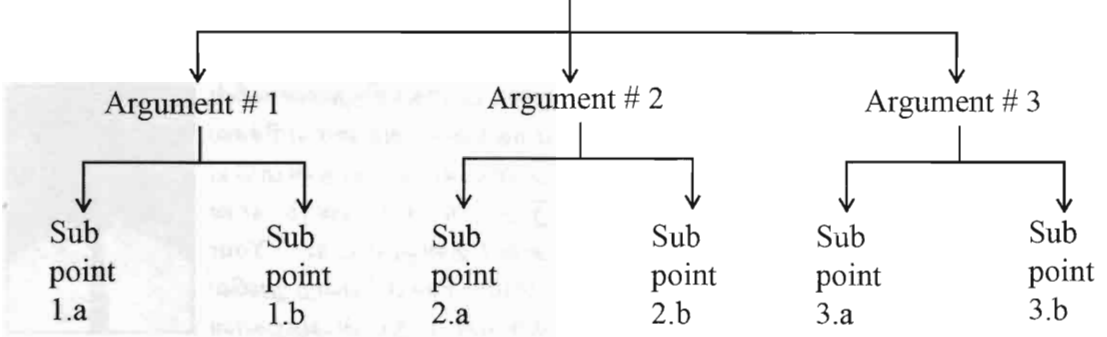 Argument # 1
Argument # 2
Argument # 3
Sub
point
1.a
Sub
point
1.b
Sub
point
2.a
Sub
point
2.b
Sub
point
3.a
Sub
point
3.b